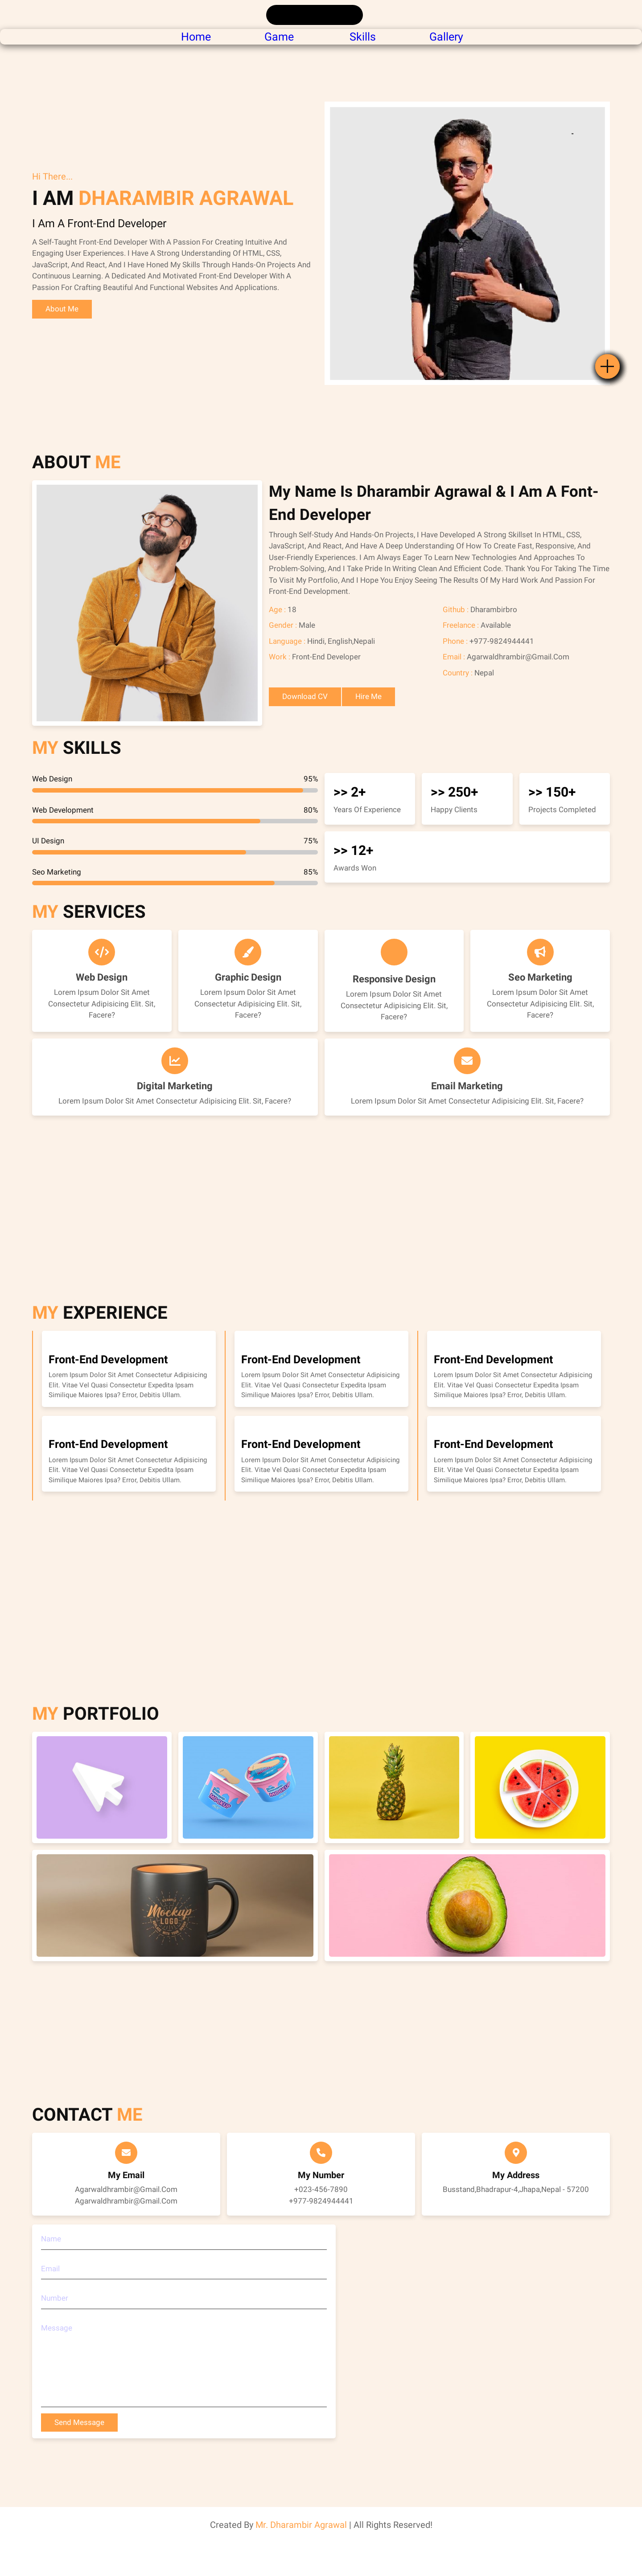 Home Game Skills Gallery
Hi There...
I AM DHARAMBIR AGRAWAL
I Am A Front-End Developer
A Self-Taught Front-End Developer With A Passion For Creating Intuitive And
Engaging User Experiences. I Have A Strong Understanding Of HTML, CSS,
JavaScript, And React, And I Have Honed My Skills Through Hands-On Projects And
Continuous Learning. A Dedicated And Motivated Front-End Developer With A
Passion For Crafting Beautiful And Functional Websites And Applications.
About Me
ABOUT ME
My Name Is Dharambir Agrawal & I Am A Font-
End Developer
Through Self-Study And Hands-On Projects, I Have Developed A Strong Skillset In HTML, CSS,
JavaScript, And React, And Have A Deep Understanding Of How To Create Fast, Responsive, And
User-Friendly Experiences. I Am Always Eager To Learn New Technologies And Approaches To
Problem-Solving, And I Take Pride In Writing Clean And Efficient Code. Thank You For Taking The Time
To Visit My Portfolio, And I Hope You Enjoy Seeing The Results Of My Hard Work And Passion For
Front-End Development.
Age : 18
Gender : Male
Language : Hindi, English,Nepali
Work : Front-End Developer
Github : Dharambirbro
Freelance : Available
Phone : +977-9824944441
Email : Agarwaldhrambir@Gmail.Com
Country : Nepal
Download CV
Hire Me
MY SKILLS
Web Design 95%
Web Development 80%
UI Design 75%
Seo Marketing 85%
>> 2+
Years Of Experience
>> 250+
Happy Clients
>> 150+
Projects Completed
>> 12+
Awards Won
MY SERVICES
Web Design
Lorem Ipsum Dolor Sit Amet
Consectetur Adipisicing Elit. Sit,
Facere?
Graphic Design
Lorem Ipsum Dolor Sit Amet
Consectetur Adipisicing Elit. Sit,
Facere?
Responsive Design
Lorem Ipsum Dolor Sit Amet
Consectetur Adipisicing Elit. Sit,
Facere?
Seo Marketing
Lorem Ipsum Dolor Sit Amet
Consectetur Adipisicing Elit. Sit,
Facere?
Digital Marketing
Lorem Ipsum Dolor Sit Amet Consectetur Adipisicing Elit. Sit, Facere?
Email Marketing
Lorem Ipsum Dolor Sit Amet Consectetur Adipisicing Elit. Sit, Facere?
MY EXPERIENCE
Front-End Development
Lorem Ipsum Dolor Sit Amet Consectetur Adipisicing
Elit. Vitae Vel Quasi Consectetur Expedita Ipsam
Similique Maiores Ipsa? Error, Debitis Ullam.
Front-End Development
Lorem Ipsum Dolor Sit Amet Consectetur Adipisicing
Elit. Vitae Vel Quasi Consectetur Expedita Ipsam
Similique Maiores Ipsa? Error, Debitis Ullam.
Front-End Development
Lorem Ipsum Dolor Sit Amet Consectetur Adipisicing
Elit. Vitae Vel Quasi Consectetur Expedita Ipsam
Similique Maiores Ipsa? Error, Debitis Ullam.
Front-End Development
Lorem Ipsum Dolor Sit Amet Consectetur Adipisicing
Elit. Vitae Vel Quasi Consectetur Expedita Ipsam
Similique Maiores Ipsa? Error, Debitis Ullam.
Front-End Development
Lorem Ipsum Dolor Sit Amet Consectetur Adipisicing
Elit. Vitae Vel Quasi Consectetur Expedita Ipsam
Similique Maiores Ipsa? Error, Debitis Ullam.
Front-End Development
Lorem Ipsum Dolor Sit Amet Consectetur Adipisicing
Elit. Vitae Vel Quasi Consectetur Expedita Ipsam
Similique Maiores Ipsa? Error, Debitis Ullam.
MY PORTFOLIO
Mockup
LOGO
CONTACT ME
My Email
Agarwaldhrambir@Gmail.Com
Agarwaldhrambir@Gmail.Com
My Number
+023-456-7890
+977-9824944441
My Address
Busstand,Bhadrapur-4,Jhapa,Nepal - 57200
Name
Email
Number
Message
Send Message
Created By Mr. Dharambir Agrawal | All Rights Reserved!